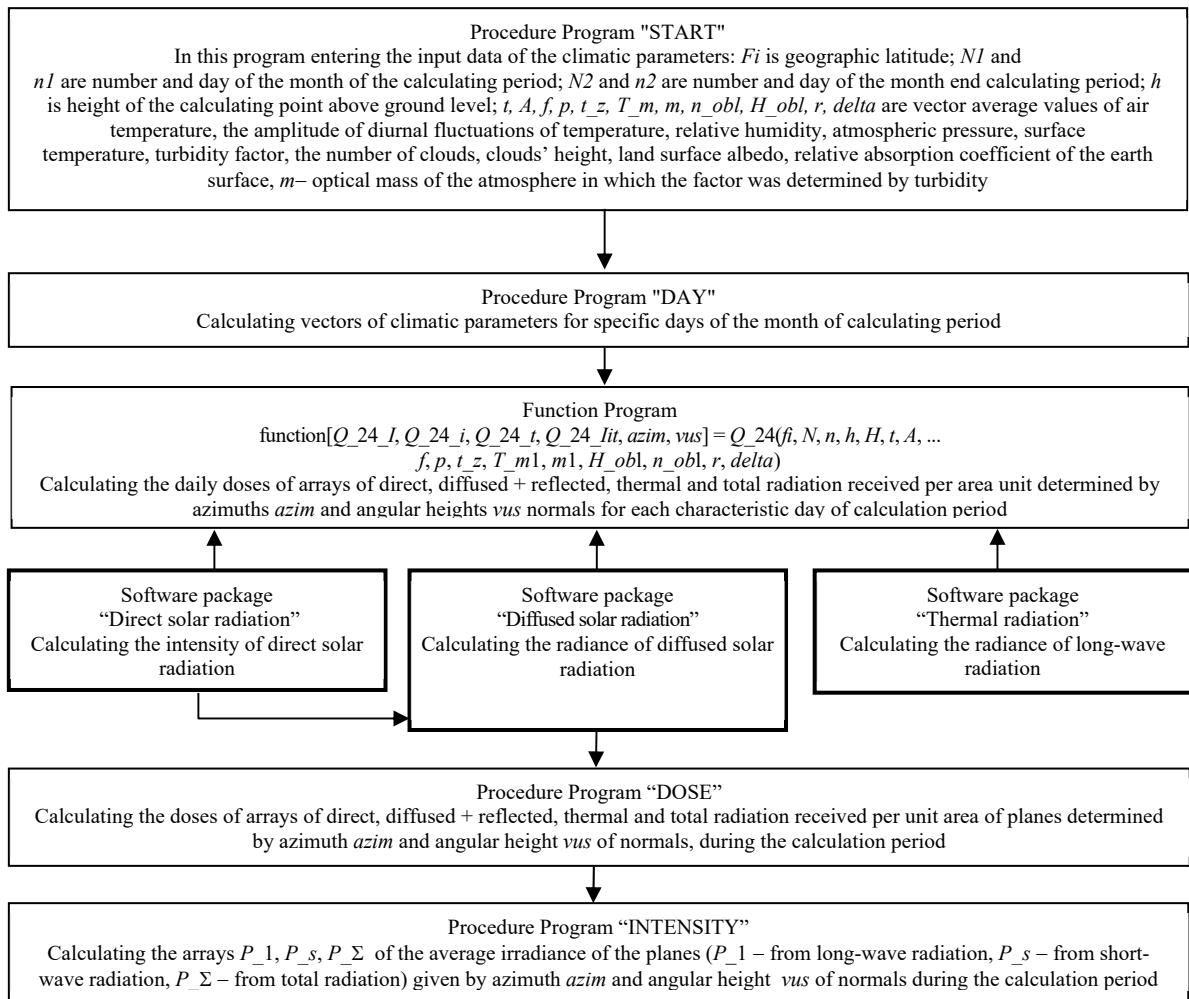 Procedure Program "START"
In this program entering the input data of the climatic parameters: Fi is geographic latitude; N1 and
n1 are number and day of the month of the calculating period; N2 and n2 are number and day of the month end calculating period; h
is height of the calculating point above ground level; t, A, f, p, t_z, T_m, m, n_obl, H_obl, r, delta are vector average values of air
temperature, the amplitude of diurnal fluctuations of temperature, relative humidity, atmospheric pressure, surface
temperature, turbidity factor, the number of clouds, clouds' height, land surface albedo, relative absorption coefficient of the earth
surface, m– optical mass of the atmosphere in which the factor was determined by turbidity
Procedure Program "DAY"
Calculating vectors of climatic parameters for specific days of the month of calculating period
Function Program
function[Q_24_I, Q_24_i, Q_24_t, Q_24_Iit, azim, vus] = Q_24(fi, N, n, h, H, t, A, ...
f, p, t_z, T_m1, m1, H_obl, n_obl, r, delta)
Calculating the daily doses of arrays of direct, diffused + reflected, thermal and total radiation received per area unit determined by
azimuths azim and angular heights vus normals for each characteristic day of calculation period
Software package
“Direct solar radiation”
Calculating the intensity of direct solar
radiation
Software package
“Diffused solar radiation”
Calculating the radiance of diffused solar
radiation
Software package
“Thermal radiation”
Calculating the radiance of long-wave
radiation
Procedure Program “DOSE”
Calculating the doses of arrays of direct, diffused + reflected, thermal and total radiation received per unit area of planes determined
by azimuth azim and angular height vus of normals, during the calculation period
Procedure Program “INTENSITY”
Calculating the arrays P_1, P_s, P_Σ of the average irradiance of the planes (P_1 – from long-wave radiation, P_s – from short-
wave radiation, P_Σ – from total radiation) given by azimuth azim and angular height vus of normals during the calculation period